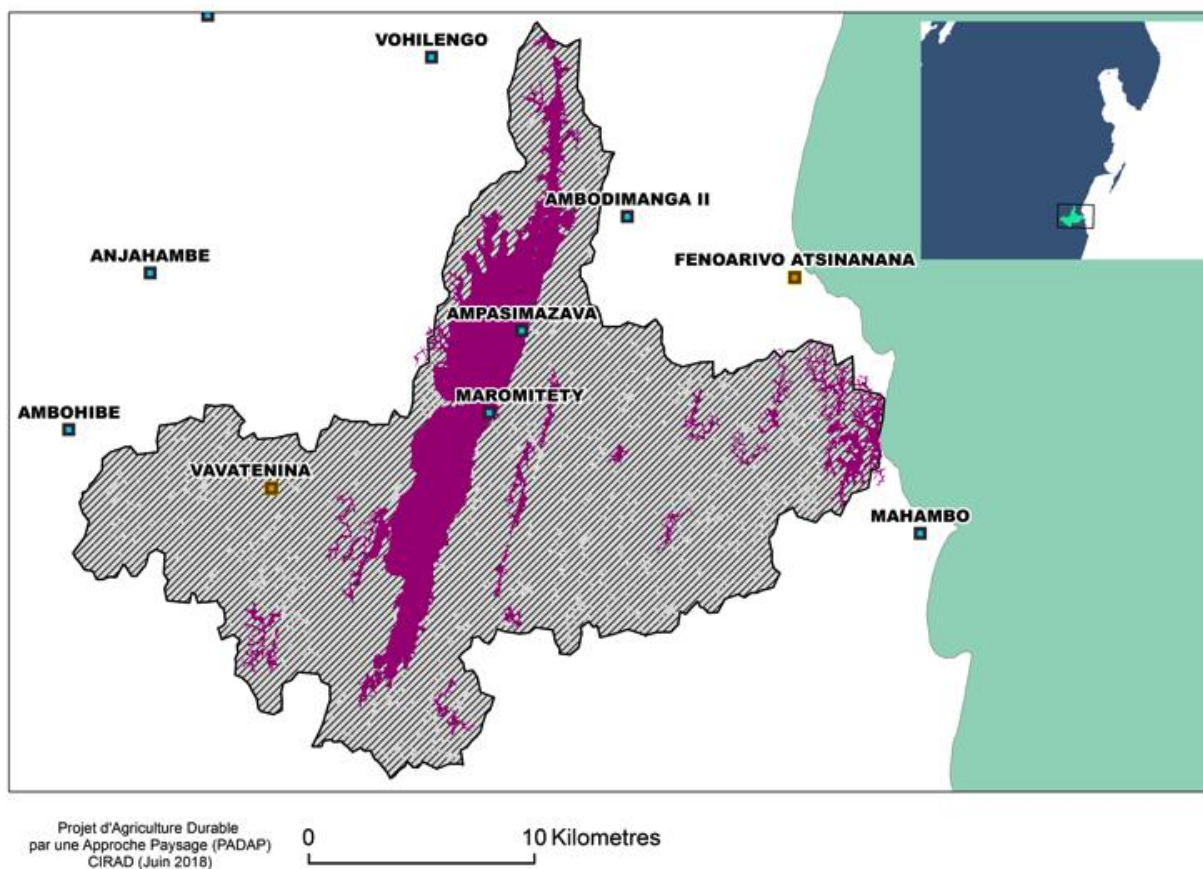 VOHILENGO
AMBODIMANGA II
ANJAHAMBE
FENOARIVO ATSINANANA
AMPASIMAZAVA
MAROMITETY
AMBOHIBE
VAVATENINA
MAHAMBO
Projet d'Agriculture Durable
par une Approche Paysage (PADAP)
CIRAD (Juin 2018)
0 10 Kilometres